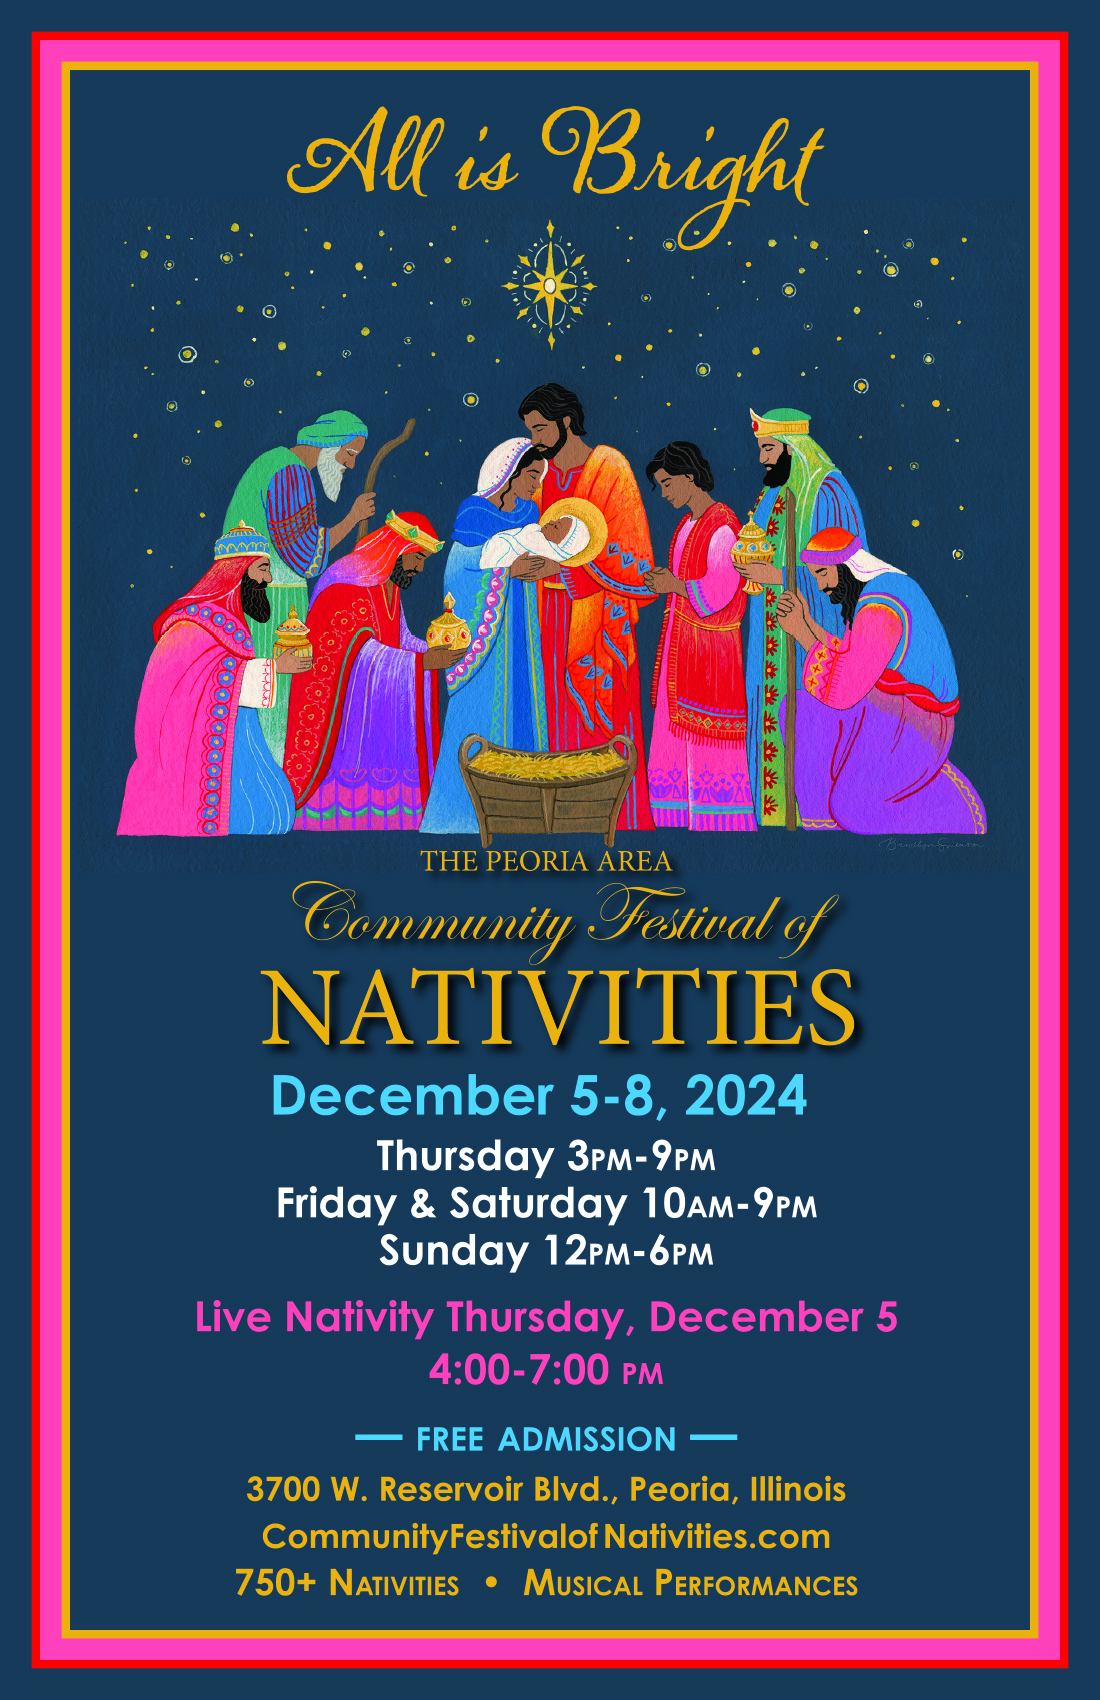 All is Bright
THE PEORIA AREA
Community Festival of
NATIVITIES
December 5-8, 2024
Thursday 3PM-9PM
Friday & Saturday 10AM-9PM
Sunday 12PM-6PM
Live Nativity Thursday, December 5
4:00-7:00 PM
FREE ADMISSION
3700 W. Reservoir Blvd., Peoria, Illinois
CommunityFestivalofNativities.com
750+ NATIVITIES • MUSICAL PERFORMANCES